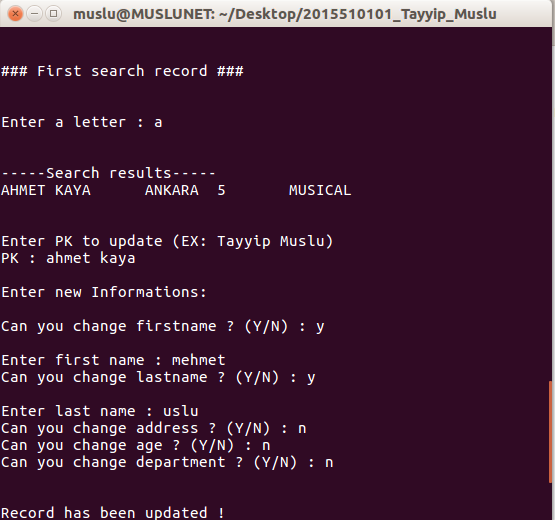 muslu@MUSLUNET: ~/Desktop/2015510101_Tayyip_Muslu
### First search record ###
Enter a letter : a
-----Search results-----
AHMET KAYA      ANKARA  5       MUSICAL
Enter PK to update (EX: Tayyip Muslu)
PK : ahmet kaya
Enter new Informations:
Can you change firstname ? (Y/N) : y
Enter first name : mehmet
Can you change lastname ? (Y/N) : y
Enter last name : uslu
Can you change address ? (Y/N) : n
Can you change age ? (Y/N) : n
Can you change department ? (Y/N) : n
Record has been updated !